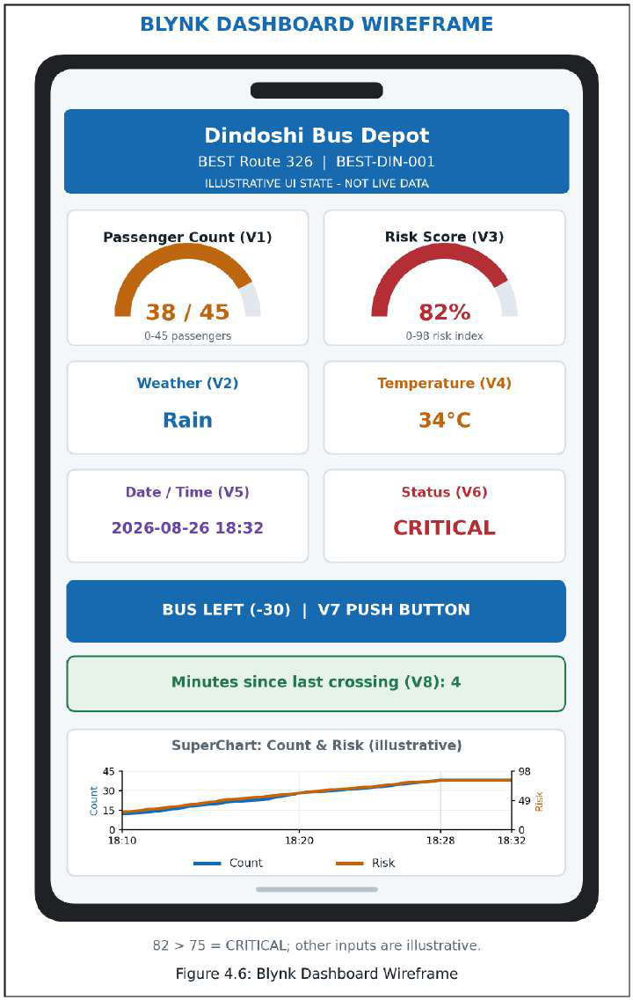 BLYNK DASHBOARD WIREFRAME
Dindoshi Bus Depot
BEST Route 326 | BEST-DIN-001
ILLUSTRATIVE UI STATE - NOT LIVE DATA
Passenger Count (V1)
38 / 45
0-45 passengers
Risk Score (V3)
82%
0-98 risk index
Weather (V2)
Rain
Temperature (V4)
34°C
Date / Time (V5)
2026-08-26 18:32
Status (V6)
CRITICAL
BUS LEFT (-30) | V7 PUSH BUTTON
Minutes since last crossing (V8): 4
SuperChart: Count & Risk (illustrative)
Count
45
30
15
0
98
49
0
Risk
18:10 18:20 18:28 18:32
Count Risk
82 > 75 = CRITICAL; other inputs are illustrative.
Figure 4.6: Blynk Dashboard Wireframe